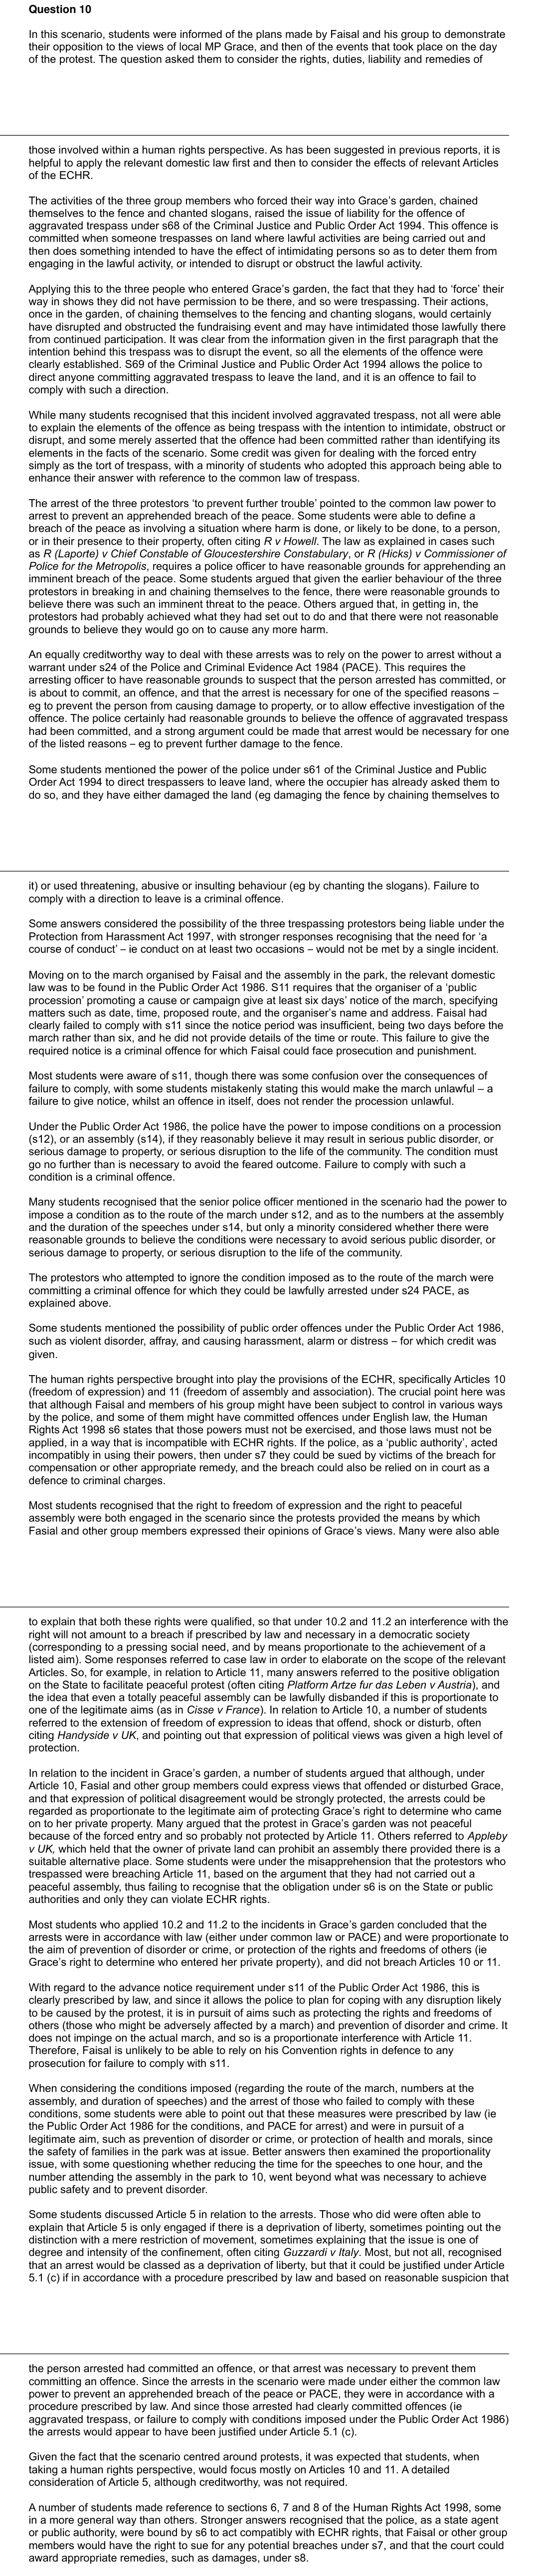 Question 10
In this scenario, students were informed of the plans made by Faisal and his group to demonstrate
their opposition to the views of local MP Grace, and then of the events that took place on the day
of the protest. The question asked them to consider the rights, duties, liability and remedies of
those involved within a human rights perspective. As has been suggested in previous reports, it is
helpful to apply the relevant domestic law first and then to consider the effects of relevant Articles
of the ECHR.
The activities of the three group members who forced their way into Grace's garden, chained
themselves to the fence and chanted slogans, raised the issue of liability for the offence of
aggravated trespass under s68 of the Criminal Justice and Public Order Act 1994. This offence is
committed when someone trespasses on land where lawful activities are being carried out and
then does something intended to have the effect of intimidating persons so as to deter them from
engaging in the lawful activity, or intended to disrupt or obstruct the lawful activity.
Applying this to the three people who entered Grace's garden, the fact that they had to 'force' their
way in shows they did not have permission to be there, and so were trespassing. Their actions,
once in the garden, of chaining themselves to the fencing and chanting slogans, would certainly
have disrupted and obstructed the fundraising event and may have intimidated those lawfully there
from continued participation. It was clear from the information given in the first paragraph that the
intention behind this trespass was to disrupt the event, so all the elements of the offence were
clearly established. S69 of the Criminal Justice and Public Order Act 1994 allows the police to
direct anyone committing aggravated trespass to leave the land, and it is an offence to fail to
comply with such a direction.
While many students recognised that this incident involved aggravated trespass, not all were able
to explain the elements of the offence as being trespass with the intention to intimidate, obstruct or
disrupt, and some merely asserted that the offence had been committed rather than identifying its
elements in the facts of the scenario. Some credit was given for dealing with the forced entry
simply as the tort of trespass, with a minority of students who adopted this approach being able to
enhance their answer with reference to the common law of trespass.
The arrest of the three protestors 'to prevent further trouble' pointed to the common law power to
arrest to prevent an apprehended breach of the peace. Some students were able to define a
breach of the peace as involving a situation where harm is done, or likely to be done, to a person,
or in their presence to their property, often citing R v Howell. The law as explained in cases such
as R (Laporte) v Chief Constable of Gloucestershire Constabulary, or R (Hicks) v Commissioner of
Police for the Metropolis, requires a police officer to have reasonable grounds for apprehending an
imminent breach of the peace. Some students argued that given the earlier behaviour of the three
protestors in breaking in and chaining themselves to the fence, there were reasonable grounds to
believe there was such an imminent threat to the peace. Others argued that, in getting in, the
protestors had probably achieved what they had set out to do and that there were not reasonable
grounds to believe they would go on to cause any more harm.
An equally creditworthy way to deal with these arrests was to rely on the power to arrest without a
warrant under s24 of the Police and Criminal Evidence Act 1984 (PACE). This requires the
arresting officer to have reasonable grounds to suspect that the person arrested has committed, or
is about to commit, an offence, and that the arrest is necessary for one of the specified reasons –
eg to prevent the person from causing damage to property, or to allow effective investigation of the
offence. The police certainly had reasonable grounds to believe the offence of aggravated trespass
had been committed, and a strong argument could be made that arrest would be necessary for one
of the listed reasons – eg to prevent further damage to the fence.
Some students mentioned the power of the police under s61 of the Criminal Justice and Public
Order Act 1994 to direct trespassers to leave land, where the occupier has already asked them to
do so, and they have either damaged the land (eg damaging the fence by chaining themselves to
it) or used threatening, abusive or insulting behaviour (eg by chanting the slogans). Failure to
comply with a direction to leave is a criminal offence.
Some answers considered the possibility of the three trespassing protestors being liable under the
Protection from Harassment Act 1997, with stronger responses recognising that the need for 'a
course of conduct' – ie conduct on at least two occasions – would not be met by a single incident.
Moving on to the march organised by Faisal and the assembly in the park, the relevant domestic
law was to be found in the Public Order Act 1986. S11 requires that the organiser of a 'public
procession' promoting a cause or campaign give at least six days' notice of the march, specifying
matters such as date, time, proposed route, and the organiser's name and address. Faisal had
clearly failed to comply with s11 since the notice period was insufficient, being two days before the
march rather than six, and he did not provide details of the time or route. This failure to give the
required notice is a criminal offence for which Faisal could face prosecution and punishment.
Most students were aware of s11, though there was some confusion over the consequences of
failure to comply, with some students mistakenly stating this would make the march unlawful – a
failure to give notice, whilst an offence in itself, does not render the procession unlawful.
Under the Public Order Act 1986, the police have the power to impose conditions on a procession
(s12), or an assembly (s14), if they reasonably believe it may result in serious public disorder, or
serious damage to property, or serious disruption to the life of the community. The condition must
go no further than is necessary to avoid the feared outcome. Failure to comply with such a
condition is a criminal offence.
Many students recognised that the senior police officer mentioned in the scenario had the power to
impose a condition as to the route of the march under s12, and as to the numbers at the assembly
and the duration of the speeches under s14, but only a minority considered whether there were
reasonable grounds to believe the conditions were necessary to avoid serious public disorder, or
serious damage to property, or serious disruption to the life of the community.
The protestors who attempted to ignore the condition imposed as to the route of the march were
committing a criminal offence for which they could be lawfully arrested under s24 PACE, as
explained above.
Some students mentioned the possibility of public order offences under the Public Order Act 1986,
such as violent disorder, affray, and causing harassment, alarm or distress – for which credit was
given.
The human rights perspective brought into play the provisions of the ECHR, specifically Articles 10
(freedom of expression) and 11 (freedom of assembly and association). The crucial point here was
that although Faisal and members of his group might have been subject to control in various ways
by the police, and some of them might have committed offences under English law, the Human
Rights Act 1998 s6 states that those powers must not be exercised, and those laws must not be
applied, in a way that is incompatible with ECHR rights. If the police, as a 'public authority', acted
incompatibly in using their powers, then under s7 they could be sued by victims of the breach for
compensation or other appropriate remedy, and the breach could also be relied on in court as a
defence to criminal charges.
Most students recognised that the right to freedom of expression and the right to peaceful
assembly were both engaged in the scenario since the protests provided the means by which
Fasial and other group members expressed their opinions of Grace's views. Many were also able
to explain that both these rights were qualified, so that under 10.2 and 11.2 an interference with the
right will not amount to a breach if prescribed by law and necessary in a democratic society
(corresponding to a pressing social need, and by means proportionate to the achievement of a
listed aim). Some responses referred to case law in order to elaborate on the scope of the relevant
Articles. So, for example, in relation to Article 11, many answers referred to the positive obligation
on the State to facilitate peaceful protest (often citing Platform Artze fur das Leben v Austria), and
the idea that even a totally peaceful assembly can be lawfully disbanded if this is proportionate to
one of the legitimate aims (as in Cisse v France). In relation to Article 10, a number of students
referred to the extension of freedom of expression to ideas that offend, shock or disturb, often
citing Handyside v UK, and pointing out that expression of political views was given a high level of
protection.
In relation to the incident in Grace's garden, a number of students argued that although, under
Article 10, Fasial and other group members could express views that offended or disturbed Grace,
and that expression of political disagreement would be strongly protected, the arrests could be
regarded as proportionate to the legitimate aim of protecting Grace's right to determine who came
on to her private property. Many argued that the protest in Grace's garden was not peaceful
because of the forced entry and so probably not protected by Article 11. Others referred to Appleby
v UK, which held that the owner of private land can prohibit an assembly there provided there is a
suitable alternative place. Some students were under the misapprehension that the protestors who
trespassed were breaching Article 11, based on the argument that they had not carried out a
peaceful assembly, thus failing to recognise that the obligation under s6 is on the State or public
authorities and only they can violate ECHR rights.
Most students who applied 10.2 and 11.2 to the incidents in Grace's garden concluded that the
arrests were in accordance with law (either under common law or PACE) and were proportionate to
the aim of prevention of disorder or crime, or protection of the rights and freedoms of others (ie
Grace's right to determine who entered her private property), and did not breach Articles 10 or 11.
With regard to the advance notice requirement under s11 of the Public Order Act 1986, this is
clearly prescribed by law, and since it allows the police to plan for coping with any disruption likely
to be caused by the protest, it is in pursuit of aims such as protecting the rights and freedoms of
others (those who might be adversely affected by a march) and prevention of disorder and crime. It
does not impinge on the actual march, and so is a proportionate interference with Article 11.
Therefore, Faisal is unlikely to be able to rely on his Convention rights in defence to any
prosecution for failure to comply with s11.
When considering the conditions imposed (regarding the route of the march, numbers at the
assembly, and duration of speeches) and the arrest of those who failed to comply with these
conditions, some students were able to point out that these measures were prescribed by law (ie
the Public Order Act 1986 for the conditions, and PACE for arrest) and were in pursuit of a
legitimate aim, such as prevention of disorder or crime, or protection of health and morals, since
the safety of families in the park was at issue. Better answers then examined the proportionality
issue, with some questioning whether reducing the time for the speeches to one hour, and the
number attending the assembly in the park to 10, went beyond what was necessary to achieve
public safety and to prevent disorder.
Some students discussed Article 5 in relation to the arrests. Those who did were often able to
explain that Article 5 is only engaged if there is a deprivation of liberty, sometimes pointing out the
distinction with a mere restriction of movement, sometimes explaining that the issue is one of
degree and intensity of the confinement, often citing Guzzardi v Italy. Most, but not all, recognised
that an arrest would be classed as a deprivation of liberty, but that it could be justified under Article
5.1 (c) if in accordance with a procedure prescribed by law and based on reasonable suspicion that
the person arrested had committed an offence, or that arrest was necessary to prevent them
committing an offence. Since the arrests in the scenario were made under either the common law
power to prevent an apprehended breach of the peace or PACE, they were in accordance with a
procedure prescribed by law. And since those arrested had clearly committed offences (ie
aggravated trespass, or failure to comply with conditions imposed under the Public Order Act 1986)
the arrests would appear to have been justified under Article 5.1 (c).
Given the fact that the scenario centred around protests, it was expected that students, when
taking a human rights perspective, would focus mostly on Articles 10 and 11. A detailed
consideration of Article 5, although creditworthy, was not required.
A number of students made reference to sections 6, 7 and 8 of the Human Rights Act 1998, some
in a more general way than others. Stronger answers recognised that the police, as a state agent
or public authority, were bound by s6 to act compatibly with ECHR rights, that Faisal or other group
members would have the right to sue for any potential breaches under s7, and that the court could
award appropriate remedies, such as damages, under s8.